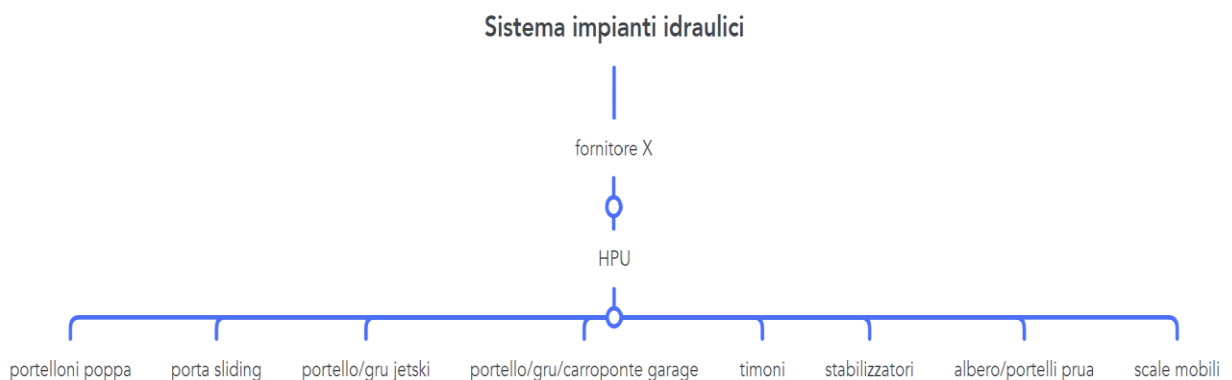 Sistema impianti idraulici
fornitore X
HPU
portelloni poppa porta sliding portello/gru jetski portello/gru/carroponte garage timoni stabilizzatori albero/portelli prua scale mobili